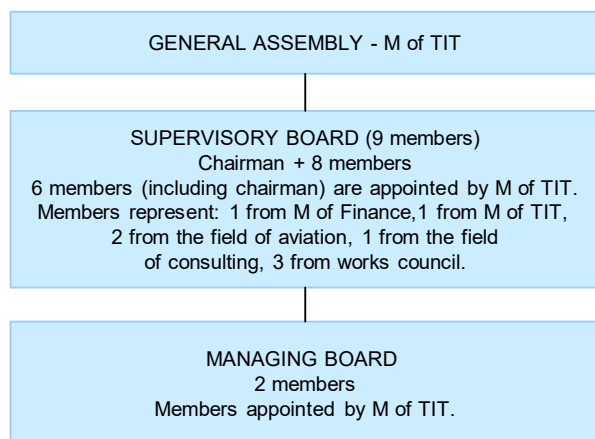 GENERAL ASSEMBLY - M of TIT
SUPERVISORY BOARD (9 members)
Chairman + 8 members
6 members (including chairman) are appointed by M of TIT.
Members represent: 1 from M of Finance,1 from M of TIT,
2 from the field of aviation, 1 from the field
of consulting, 3 from works council.
MANAGING BOARD
2 members
Members appointed by M of TIT.